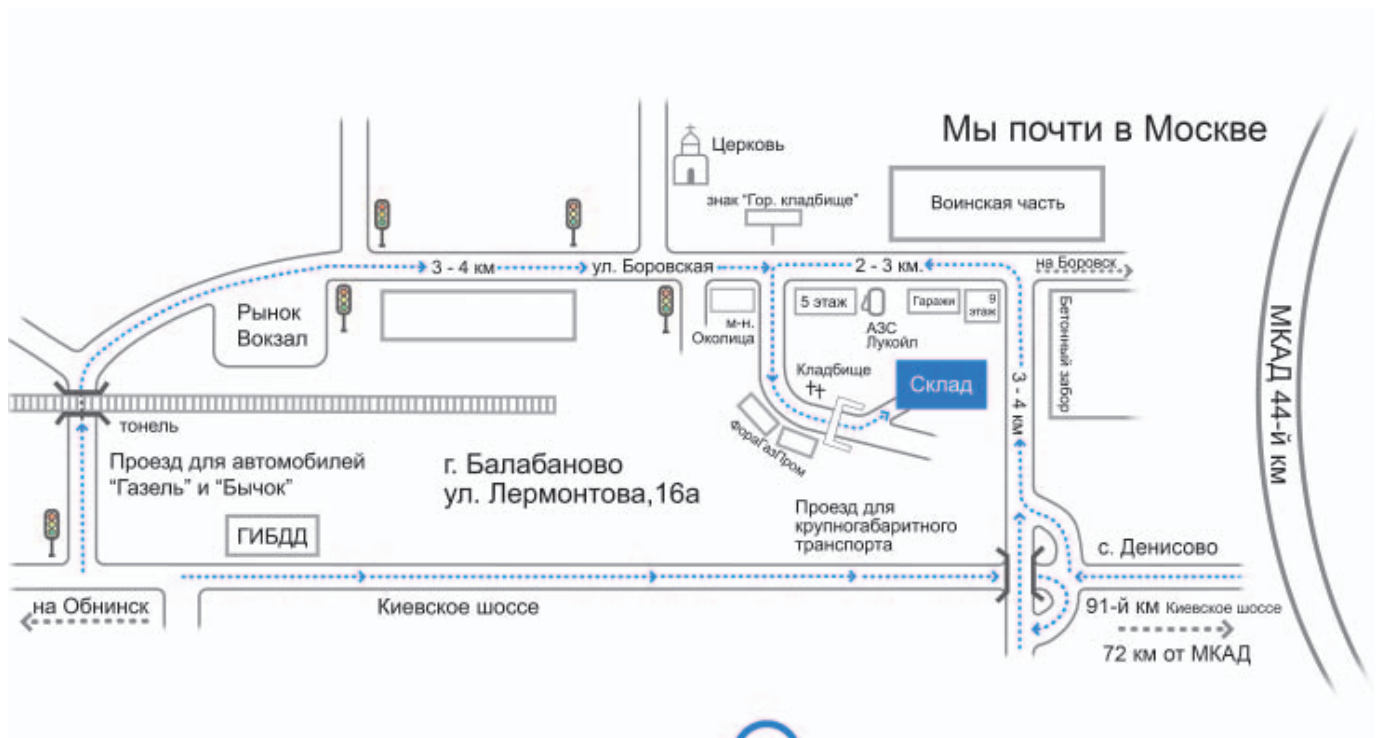 Мы почти в Москве
Церковь
знак "Гор. кладбище"
Воинская часть
3 - 4 км
ул. Боровская
2 - 3 км.
на Боровск
Рынок
Вокзал
м-н.
Околица
5 этаж
АЗС
Лукойл
Гаражи
9
этаж
Бетонный забор
МКАД 44-й км
Кладбище
Склад
3 - 4 км
тонель
ФораГазПром
Проезд для автомобилей
"Газель" и "Бычок"
г. Балабаново
ул. Лермонтова,16а
Проезд для
крупногабаритного
транспорта
ГИБДД
с. Денисово
на Обнинск
Киевское шоссе
91-й км Киевское шоссе
72 км от МКАД